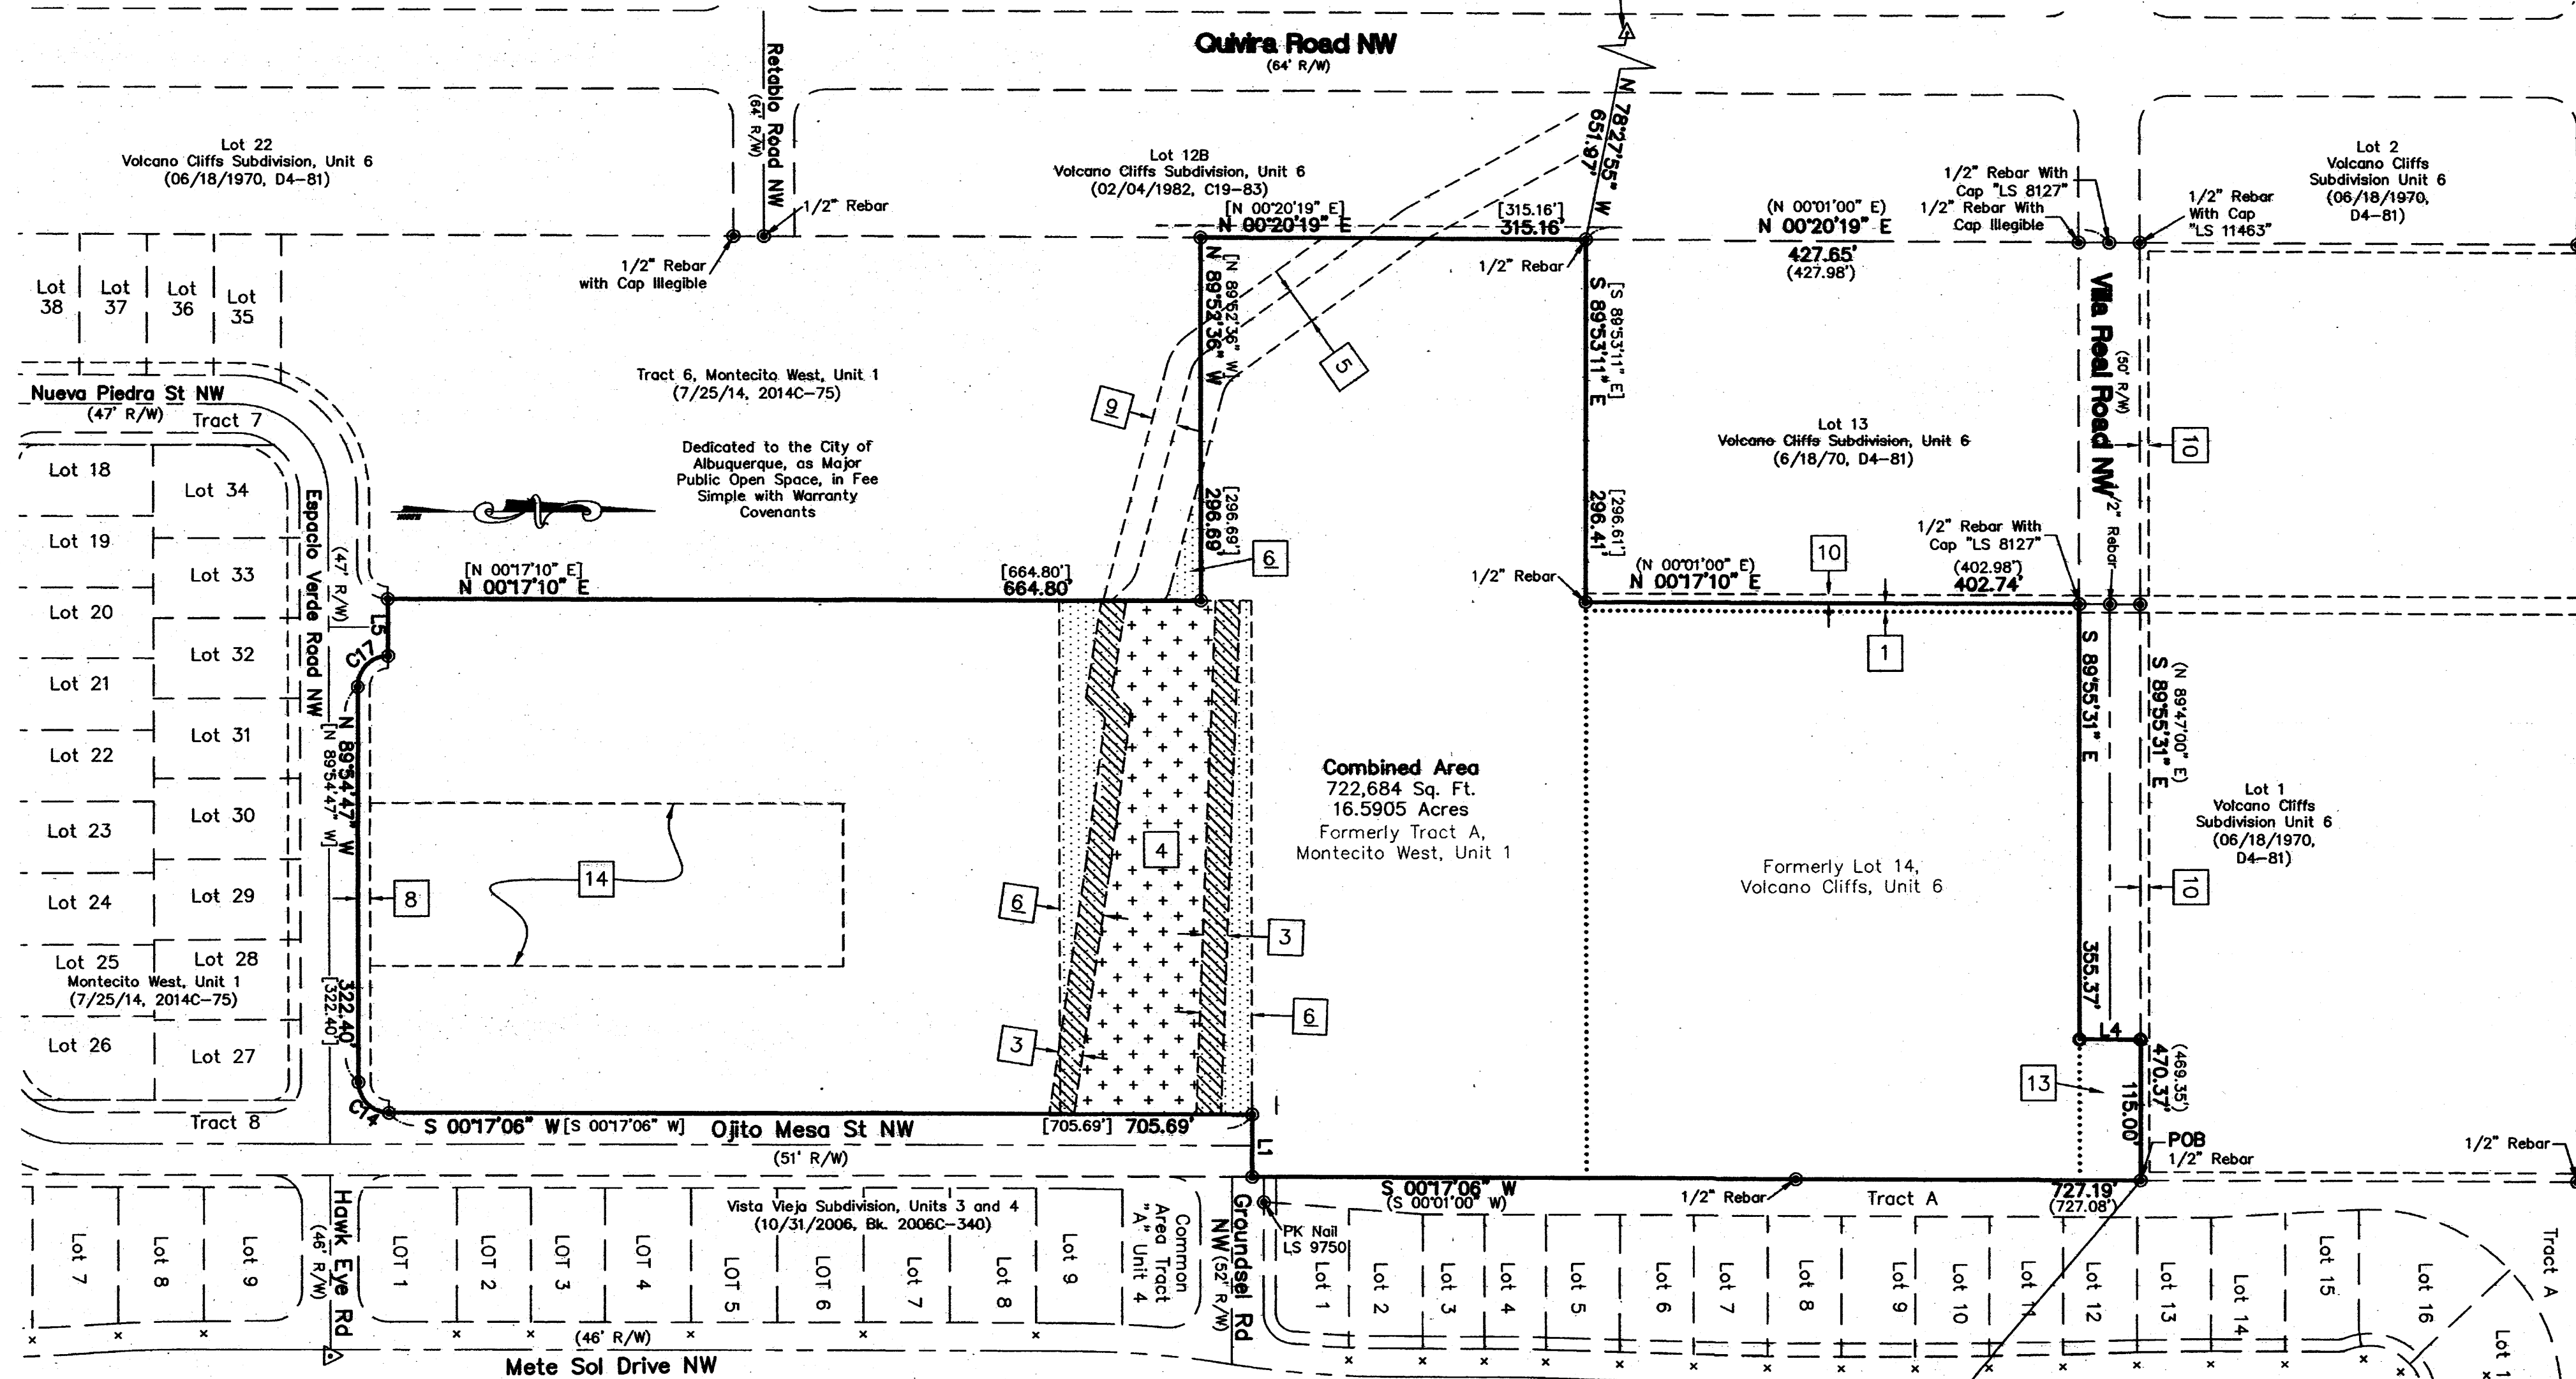 Quivira Road NW
(64' R/W)
Retablo Road NW
(64' R/W)
Lot 22
Volcano Cliffs Subdivision, Unit 6
(06/18/1970, D4-81)
Lot 12B
Volcano Cliffs Subdivision, Unit 6
(02/04/1982, C19-83)
N 78°27'55" W
651.97'
1/2" Rebar With
Cap "LS 8127"
1/2" Rebar With
Cap Illegible
1/2" Rebar
With Cap
"LS 11463"
Lot 2
Volcano Cliffs
Subdivision Unit 6
(06/18/1970,
D4-81)
1/2" Rebar
1/2" Rebar
with Cap Illegible
[N 00°20'19" E]
N 00°20'19" E
[315.16']
315.16'
(N 00°01'00" E)
N 00°20'19" E
427.65'
(427.98')
1/2" Rebar
Lot 38
Lot 37
Lot 36
Lot 35
[N 89°52'36" W]
N 89°52'36" W
[296.69']
296.69'
5
9
[S 89°53'11" E]
S 89°53'11" E
[296.61']
296.41'
Villa Real Road NW
(50' R/W)
1/2" Rebar
10
Nueva Piedra St NW
(47' R/W)
Tract 7
Tract 6, Montecito West, Unit 1
(7/25/14, 2014C-75)
Dedicated to the City of
Albuquerque, as Major
Public Open Space, in Fee
Simple with Warranty
Covenants
Lot 13
Volcano Cliffs Subdivision, Unit 6
(6/18/70, D4-81)
Lot 18
Lot 34
Lot 19
Lot 33
Lot 20
Lot 32
Lot 21
Lot 31
Lot 22
Lot 30
Lot 23
Lot 29
Lot 24
Lot 28
Lot 25
Montecito West, Unit 1
(7/25/14, 2014C-75)
Lot 26
Lot 27
Tract 8
Espacio Verde Road NW
(47' R/W)
[N 00°17'10" E]
N 00°17'10" E
[664.80']
664.80'
6
1/2" Rebar
(N 00°01'00" E)
N 00°17'10" E
10
1/2" Rebar With
Cap "LS 8127"
(402.98')
402.74'
1
L5
C17
N 89°54'47" W
[N 89°54'47" W]
322.40'
[322.40']
C14
8
14
6
3
4
3
6
Combined Area
722,684 Sq. Ft.
16.5905 Acres
Formerly Tract A,
Montecito West, Unit 1
Formerly Lot 14,
Volcano Cliffs, Unit 6
S 89°55'31" E
355.37'
(N 89°47'00" E)
S 89°55'31" E
Lot 1
Volcano Cliffs
Subdivision Unit 6
(06/18/1970,
D4-81)
10
L4
13
(469.35')
470.37'
115.00'
POB
1/2" Rebar
1/2" Rebar
S 00°17'06" W [S 00°17'06" W]
Ojito Mesa St NW
(51' R/W)
[705.69'] 705.69'
L1
S 00°17'06" W
(S 00°01'00" W)
1/2" Rebar
Tract A
727.19'
(727.08')
Vista Vieja Subdivision, Units 3 and 4
(10/31/2006, Bk. 2006C-340)
Hawk Eye Rd
(46' R/W)
Groundsel Rd
NW (52' R/W)
PK Nail
LS 9750
Lot 7
Lot 8
Lot 9
LOT 1
LOT 2
LOT 3
LOT 4
LOT 5
LOT 6
Lot 7
Lot 8
Lot 9
Common
Area Tract
"A" Unit 4
Lot 1
Lot 2
Lot 3
Lot 4
Lot 5
Lot 6
Lot 7
Lot 8
Lot 9
Lot 10
Lot 11
Lot 12
Lot 13
Lot 14
Lot 15
Lot 16
Tract A
(46' R/W)
Mete Sol Drive NW